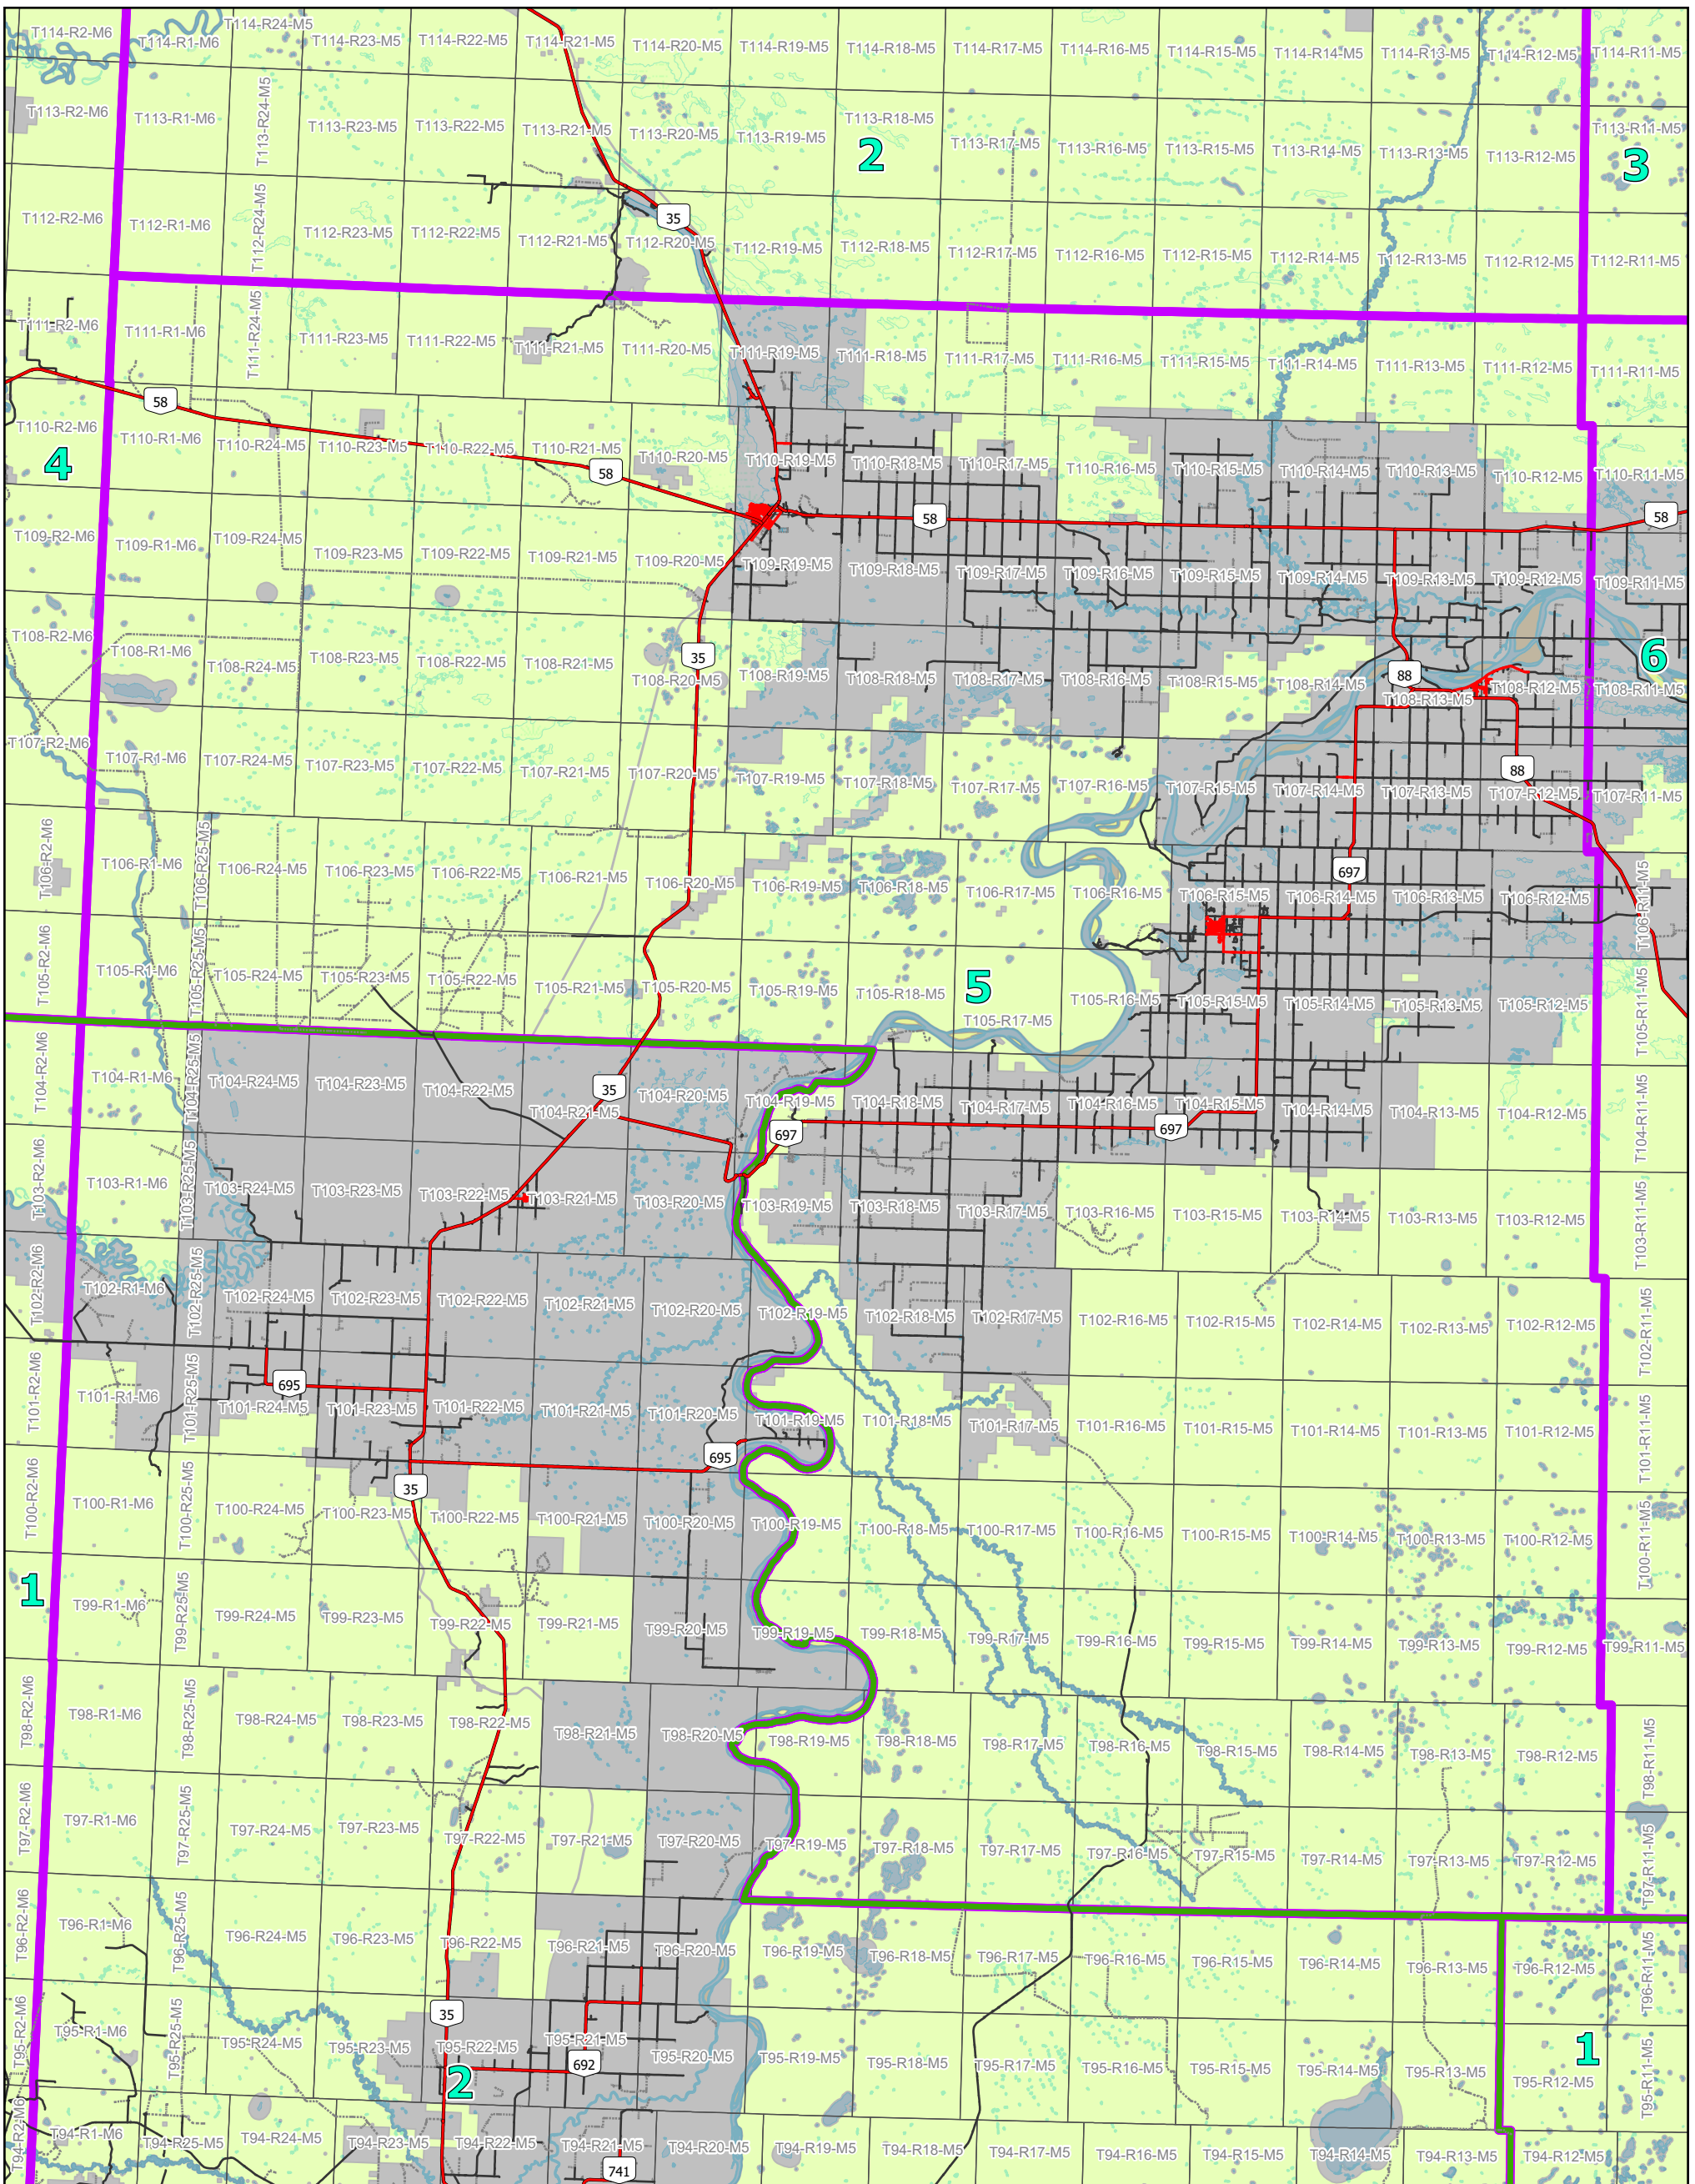 T114-R2-M6 T114-R1-M6 T114-R24-M5 T114-R23-M5 T114-R22-M5 T114-R21-M5 T114-R20-M5 T114-R19-M5 T114-R18-M5 T114-R17-M5 T114-R16-M5 T114-R15-M5 T114-R14-M5 T114-R13-M5 T114-R12-M5 T114-R11-M5
T113-R2-M6 T113-R1-M6 T113-R24-M5 T113-R23-M5 T113-R22-M5 T113-R21-M5 T113-R20-M5 T113-R19-M5 T113-R18-M5 T113-R17-M5 T113-R16-M5 T113-R15-M5 T113-R14-M5 T113-R13-M5 T113-R12-M5 T113-R11-M5
2 3
T112-R2-M6 T112-R1-M6 T112-R24-M5 T112-R23-M5 T112-R22-M5 T112-R21-M5 T112-R20-M5 T112-R19-M5 T112-R18-M5 T112-R17-M5 T112-R16-M5 T112-R15-M5 T112-R14-M5 T112-R13-M5 T112-R12-M5 T112-R11-M5
35
T111-R2-M6 T111-R1-M6 T111-R24-M5 T111-R23-M5 T111-R22-M5 T111-R21-M5 T111-R20-M5 T111-R19-M5 T111-R18-M5 T111-R17-M5 T111-R16-M5 T111-R15-M5 T111-R14-M5 T111-R13-M5 T111-R12-M5 T111-R11-M5
58
T110-R2-M6 T110-R1-M6 T110-R24-M5 T110-R23-M5 T110-R22-M5 T110-R21-M5 T110-R20-M5 T110-R19-M5 T110-R18-M5 T110-R17-M5 T110-R16-M5 T110-R15-M5 T110-R14-M5 T110-R13-M5 T110-R12-M5 T110-R11-M5
4 58 58 58
T109-R2-M6 T109-R1-M6 T109-R24-M5 T109-R23-M5 T109-R22-M5 T109-R21-M5 T109-R20-M5 T109-R19-M5 T109-R18-M5 T109-R17-M5 T109-R16-M5 T109-R15-M5 T109-R14-M5 T109-R13-M5 T109-R12-M5 T109-R11-M5
T108-R2-M6 T108-R1-M6 T108-R24-M5 T108-R23-M5 T108-R22-M5 T108-R21-M5 T108-R20-M5 T108-R19-M5 T108-R18-M5 T108-R17-M5 T108-R16-M5 T108-R15-M5 T108-R14-M5 T108-R13-M5 T108-R12-M5 T108-R11-M5
35 88 6
T107-R2-M6 T107-R1-M6 T107-R24-M5 T107-R23-M5 T107-R22-M5 T107-R21-M5 T107-R20-M5 T107-R19-M5 T107-R18-M5 T107-R17-M5 T107-R16-M5 T107-R15-M5 T107-R14-M5 T107-R13-M5 T107-R12-M5 T107-R11-M5
88
T106-R2-M6 T106-R1-M6 T106-R25-M5 T106-R24-M5 T106-R23-M5 T106-R22-M5 T106-R21-M5 T106-R20-M5 T106-R19-M5 T106-R18-M5 T106-R17-M5 T106-R16-M5 T106-R15-M5 T106-R14-M5 T106-R13-M5 T106-R12-M5 T106-R11-M5
697
T105-R2-M6 T105-R1-M6 T105-R25-M5 T105-R24-M5 T105-R23-M5 T105-R22-M5 T105-R21-M5 T105-R20-M5 T105-R19-M5 T105-R18-M5 T105-R17-M5 T105-R16-M5 T105-R15-M5 T105-R14-M5 T105-R13-M5 T105-R12-M5 T105-R11-M5
5
T104-R2-M6 T104-R1-M6 T104-R25-M5 T104-R24-M5 T104-R23-M5 T104-R22-M5 T104-R21-M5 T104-R20-M5 T104-R19-M5 T104-R18-M5 T104-R17-M5 T104-R16-M5 T104-R15-M5 T104-R14-M5 T104-R13-M5 T104-R12-M5 T104-R11-M5
35 697 697
T103-R2-M6 T103-R1-M6 T103-R25-M5 T103-R24-M5 T103-R23-M5 T103-R22-M5 T103-R21-M5 T103-R20-M5 T103-R19-M5 T103-R18-M5 T103-R17-M5 T103-R16-M5 T103-R15-M5 T103-R14-M5 T103-R13-M5 T103-R12-M5 T103-R11-M5
T102-R2-M6 T102-R1-M6 T102-R25-M5 T102-R24-M5 T102-R23-M5 T102-R22-M5 T102-R21-M5 T102-R20-M5 T102-R19-M5 T102-R18-M5 T102-R17-M5 T102-R16-M5 T102-R15-M5 T102-R14-M5 T102-R13-M5 T102-R12-M5 T102-R11-M5
695
T101-R2-M6 T101-R1-M6 T101-R25-M5 T101-R24-M5 T101-R23-M5 T101-R22-M5 T101-R21-M5 T101-R20-M5 T101-R19-M5 T101-R18-M5 T101-R17-M5 T101-R16-M5 T101-R15-M5 T101-R14-M5 T101-R13-M5 T101-R12-M5 T101-R11-M5
695
35
T100-R2-M6 T100-R1-M6 T100-R25-M5 T100-R24-M5 T100-R23-M5 T100-R22-M5 T100-R21-M5 T100-R20-M5 T100-R19-M5 T100-R18-M5 T100-R17-M5 T100-R16-M5 T100-R15-M5 T100-R14-M5 T100-R13-M5 T100-R12-M5 T100-R11-M5
1
T99-R1-M6 T99-R25-M5 T99-R24-M5 T99-R23-M5 T99-R22-M5 T99-R21-M5 T99-R20-M5 T99-R19-M5 T99-R18-M5 T99-R17-M5 T99-R16-M5 T99-R15-M5 T99-R14-M5 T99-R13-M5 T99-R12-M5 T99-R11-M5
T98-R2-M6 T98-R1-M6 T98-R25-M5 T98-R24-M5 T98-R23-M5 T98-R22-M5 T98-R21-M5 T98-R20-M5 T98-R19-M5 T98-R18-M5 T98-R17-M5 T98-R16-M5 T98-R15-M5 T98-R14-M5 T98-R13-M5 T98-R12-M5 T98-R11-M5
T97-R2-M6 T97-R1-M6 T97-R25-M5 T97-R24-M5 T97-R23-M5 T97-R22-M5 T97-R21-M5 T97-R20-M5 T97-R19-M5 T97-R18-M5 T97-R17-M5 T97-R16-M5 T97-R15-M5 T97-R14-M5 T97-R13-M5 T97-R12-M5 T97-R11-M5
T96-R2-M6 T96-R1-M6 T96-R25-M5 T96-R24-M5 T96-R23-M5 T96-R22-M5 T96-R21-M5 T96-R20-M5 T96-R19-M5 T96-R18-M5 T96-R17-M5 T96-R16-M5 T96-R15-M5 T96-R14-M5 T96-R13-M5 T96-R12-M5 T96-R11-M5
35
T95-R2-M6 T95-R1-M6 T95-R25-M5 T95-R24-M5 T95-R23-M5 T95-R22-M5 T95-R21-M5 T95-R20-M5 T95-R19-M5 T95-R18-M5 T95-R17-M5 T95-R16-M5 T95-R15-M5 T95-R14-M5 T95-R13-M5 T95-R12-M5 T95-R11-M5
2 692 1
T94-R2-M6 T94-R1-M6 T94-R25-M5 T94-R24-M5 T94-R23-M5 T94-R22-M5 T94-R21-M5 T94-R20-M5 T94-R19-M5 T94-R18-M5 T94-R17-M5 T94-R16-M5 T94-R15-M5 T94-R14-M5 T94-R13-M5 T94-R12-M5
741